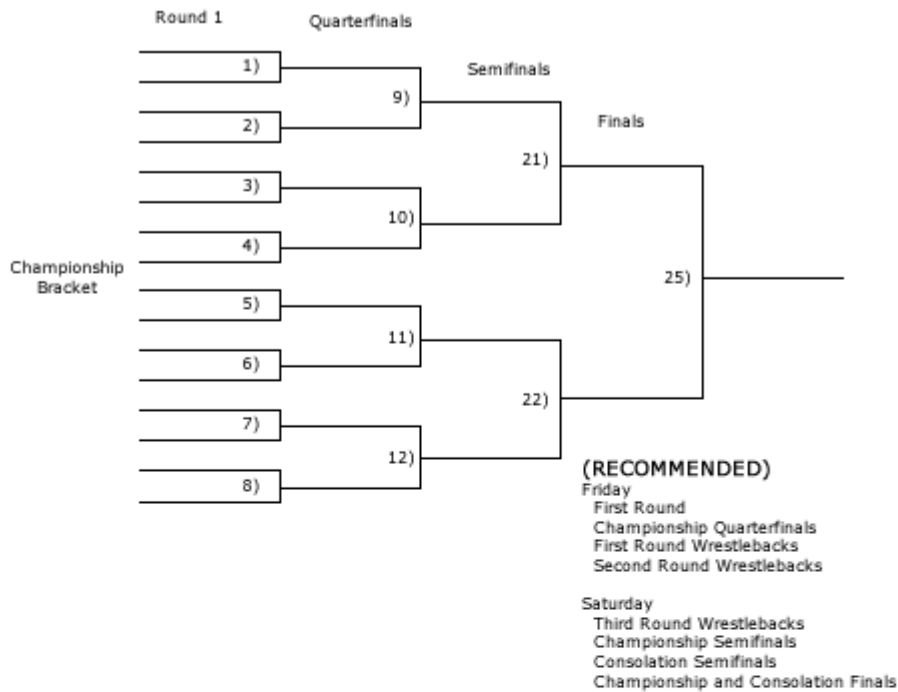 Round 1
Quarterfinals
Semifinals
Finals
1)
2)
3)
4)
5)
6)
7)
8)
9)
10)
11)
12)
21)
22)
25)
Championship
Bracket
(RECOMMENDED)
Friday
First Round
Championship Quarterfinals
First Round Wrestlebacks
Second Round Wrestlebacks
Saturday
Third Round Wrestlebacks
Championship Semifinals
Consolation Semifinals
Championship and Consolation Finals